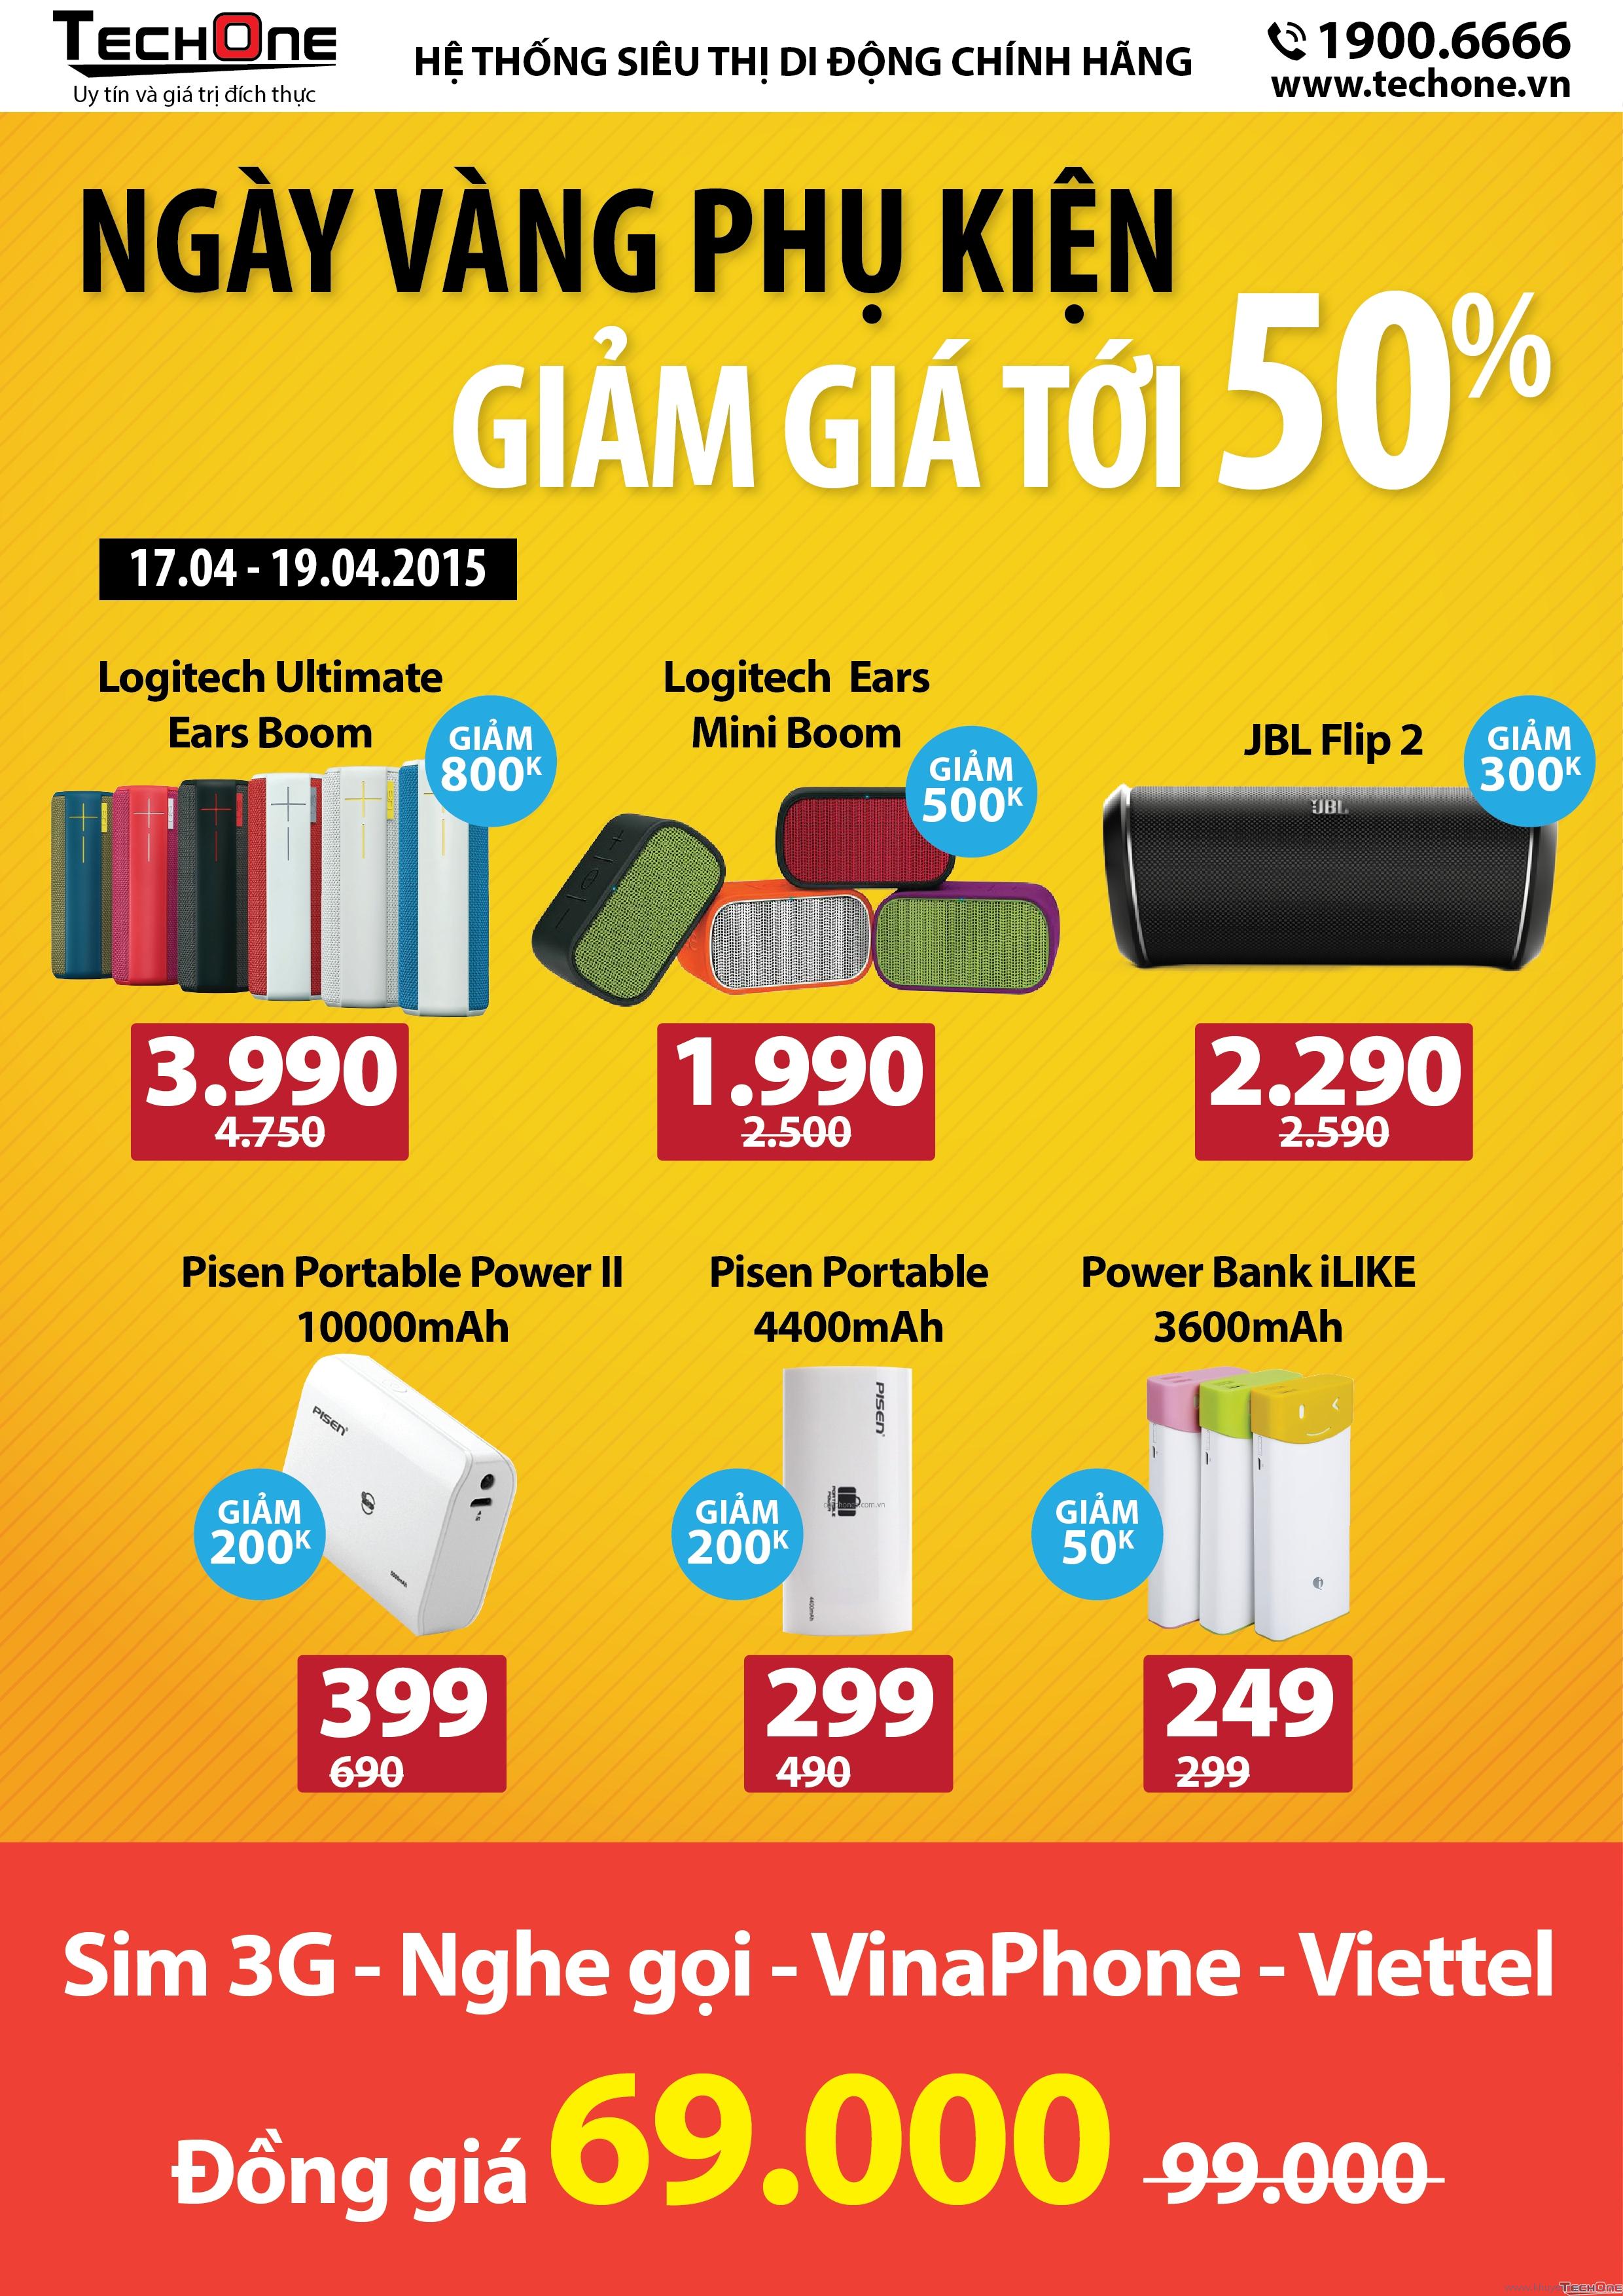 TECHONE
Uy tín và giá trị đích thực
HỆ THỐNG SIÊU THỊ DI ĐỘNG CHÍNH HÃNG
1900.6666
www.techone.vn
NGÀY VÀNG PHỤ KIỆN
GIẢM GIÁ TỚI 50%
17.04 - 19.04.2015
Logitech Ultimate
Ears Boom
GIẢM
800K
3.990
4.750
Logitech Ears
Mini Boom
GIẢM
500K
1.990
2.500
JBL Flip 2
GIẢM
300K
JBL
2.290
2.590
Pisen Portable Power II
10000mAh
PISEN
GIẢM
200K
399
690
Pisen Portable
4400mAh
PISEN
PORTABLE
POWER
4400mAh
GIẢM
200K
299
490
Power Bank iLIKE
3600mAh
GIẢM
50K
249
299
Sim 3G - Nghe gọi - VinaPhone - Viettel
Đồng giá 69.000 99.000
TECHONE